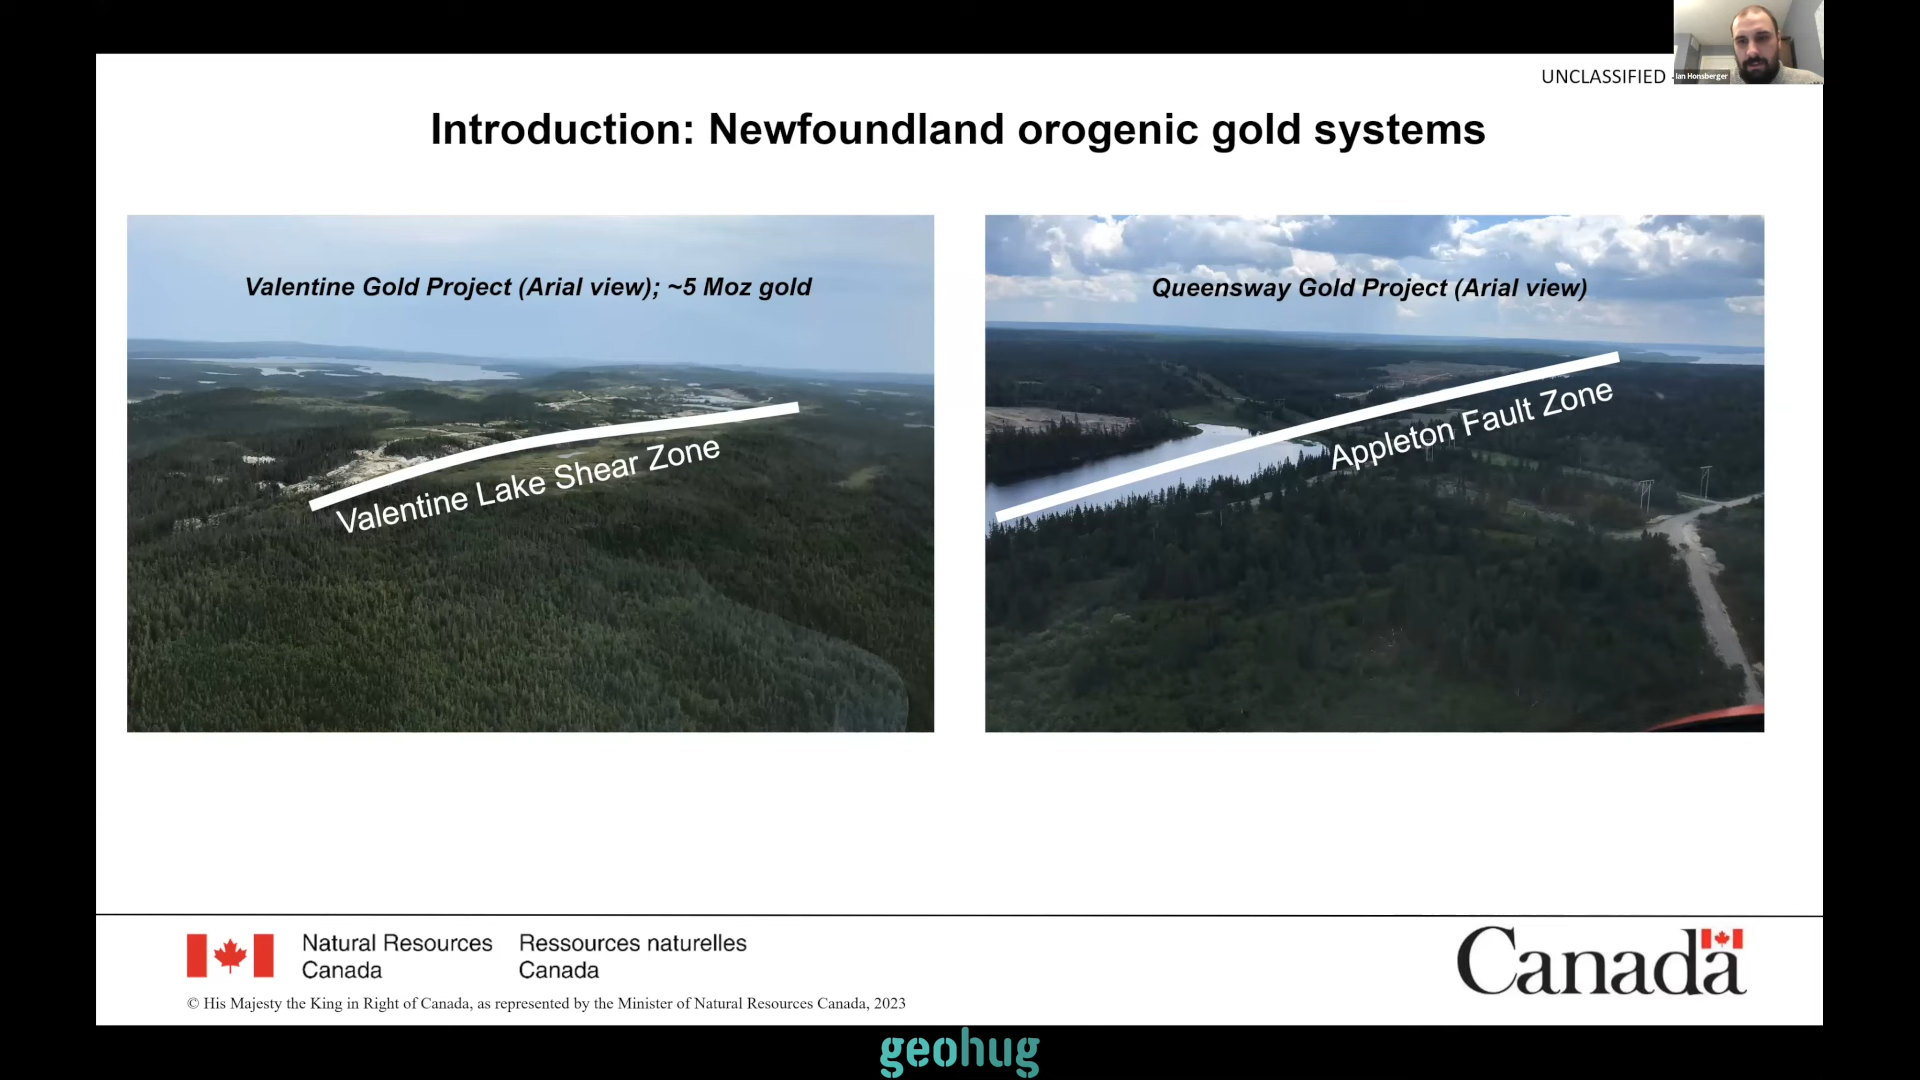 UNCLASSIFIED -
Ian Honsberger
Introduction: Newfoundland orogenic gold systems
Valentine Gold Project (Arial view); ~5 Moz gold
Valentine Lake Shear Zone
Queensway Gold Project (Arial view)
Appleton Fault Zone
Natural Resources
Canada
Ressources naturelles
Canada
Canada
© His Majesty the King in Right of Canada, as represented by the Minister of Natural Resources Canada, 2023
geohug